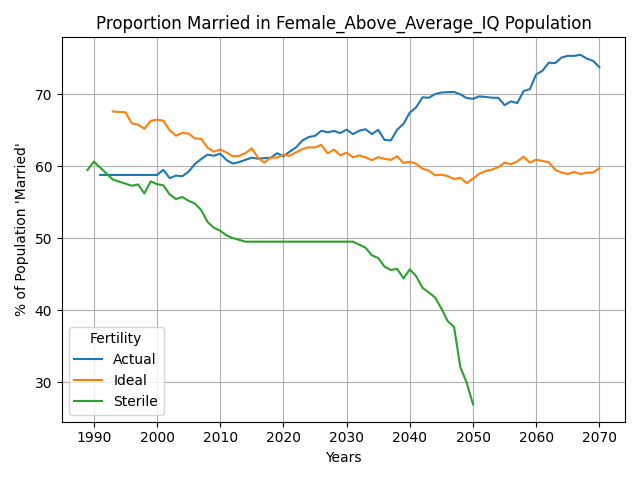 Proportion Married in Female_Above_Average_IQ Population
% of Population 'Married'
70
60
50
40
30
Fertility
Actual
Ideal
Sterile
1990 2000 2010 2020 2030 2040 2050 2060 2070
Years